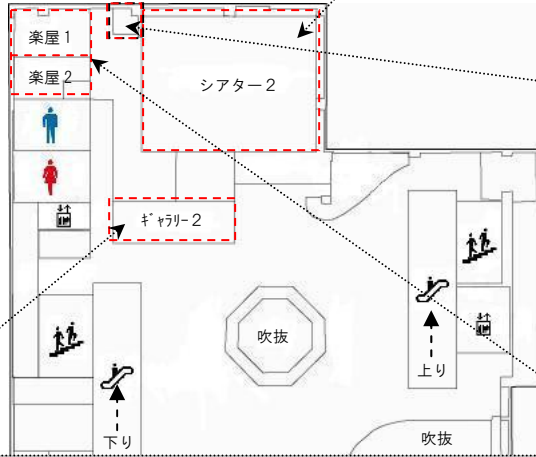 楽屋１
楽屋２
シアター２
ｷﾞｬﾗﾘｰ２
吹抜
上り
下り
吹抜